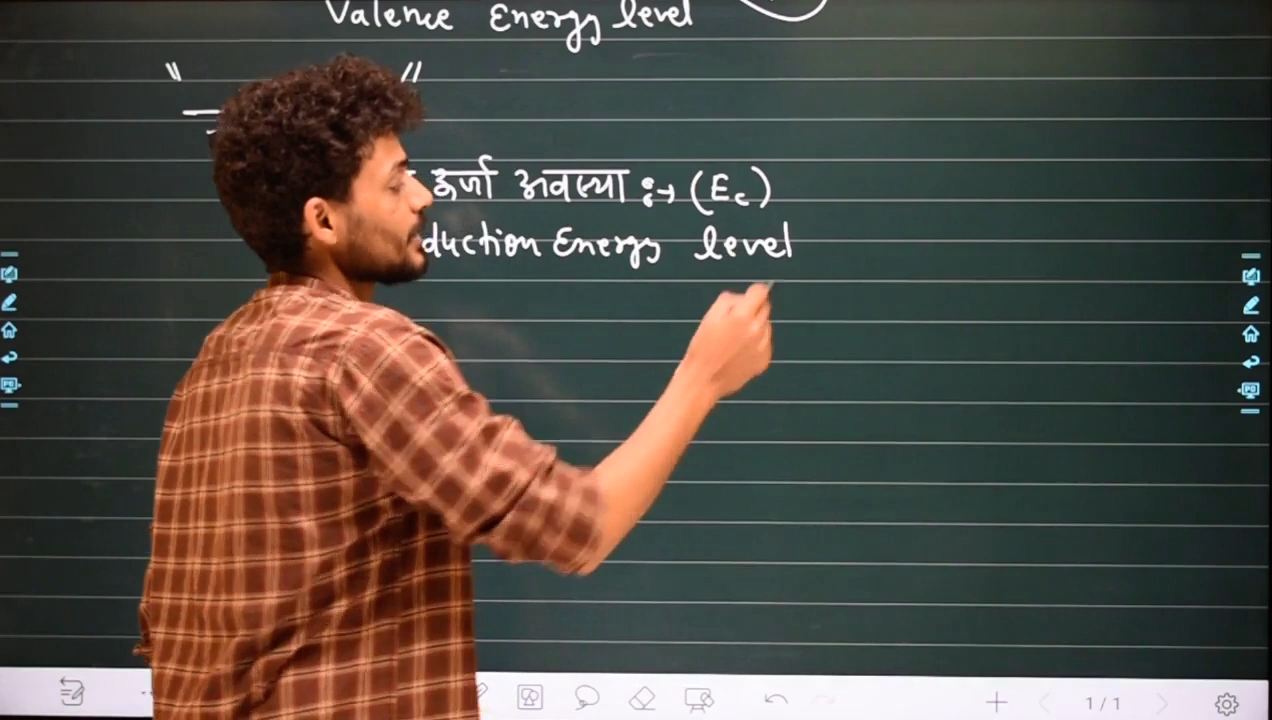 Valence Energy level
"             "
ऊर्जा अवस्था :→ (Ec)
duction Energy level
1/1